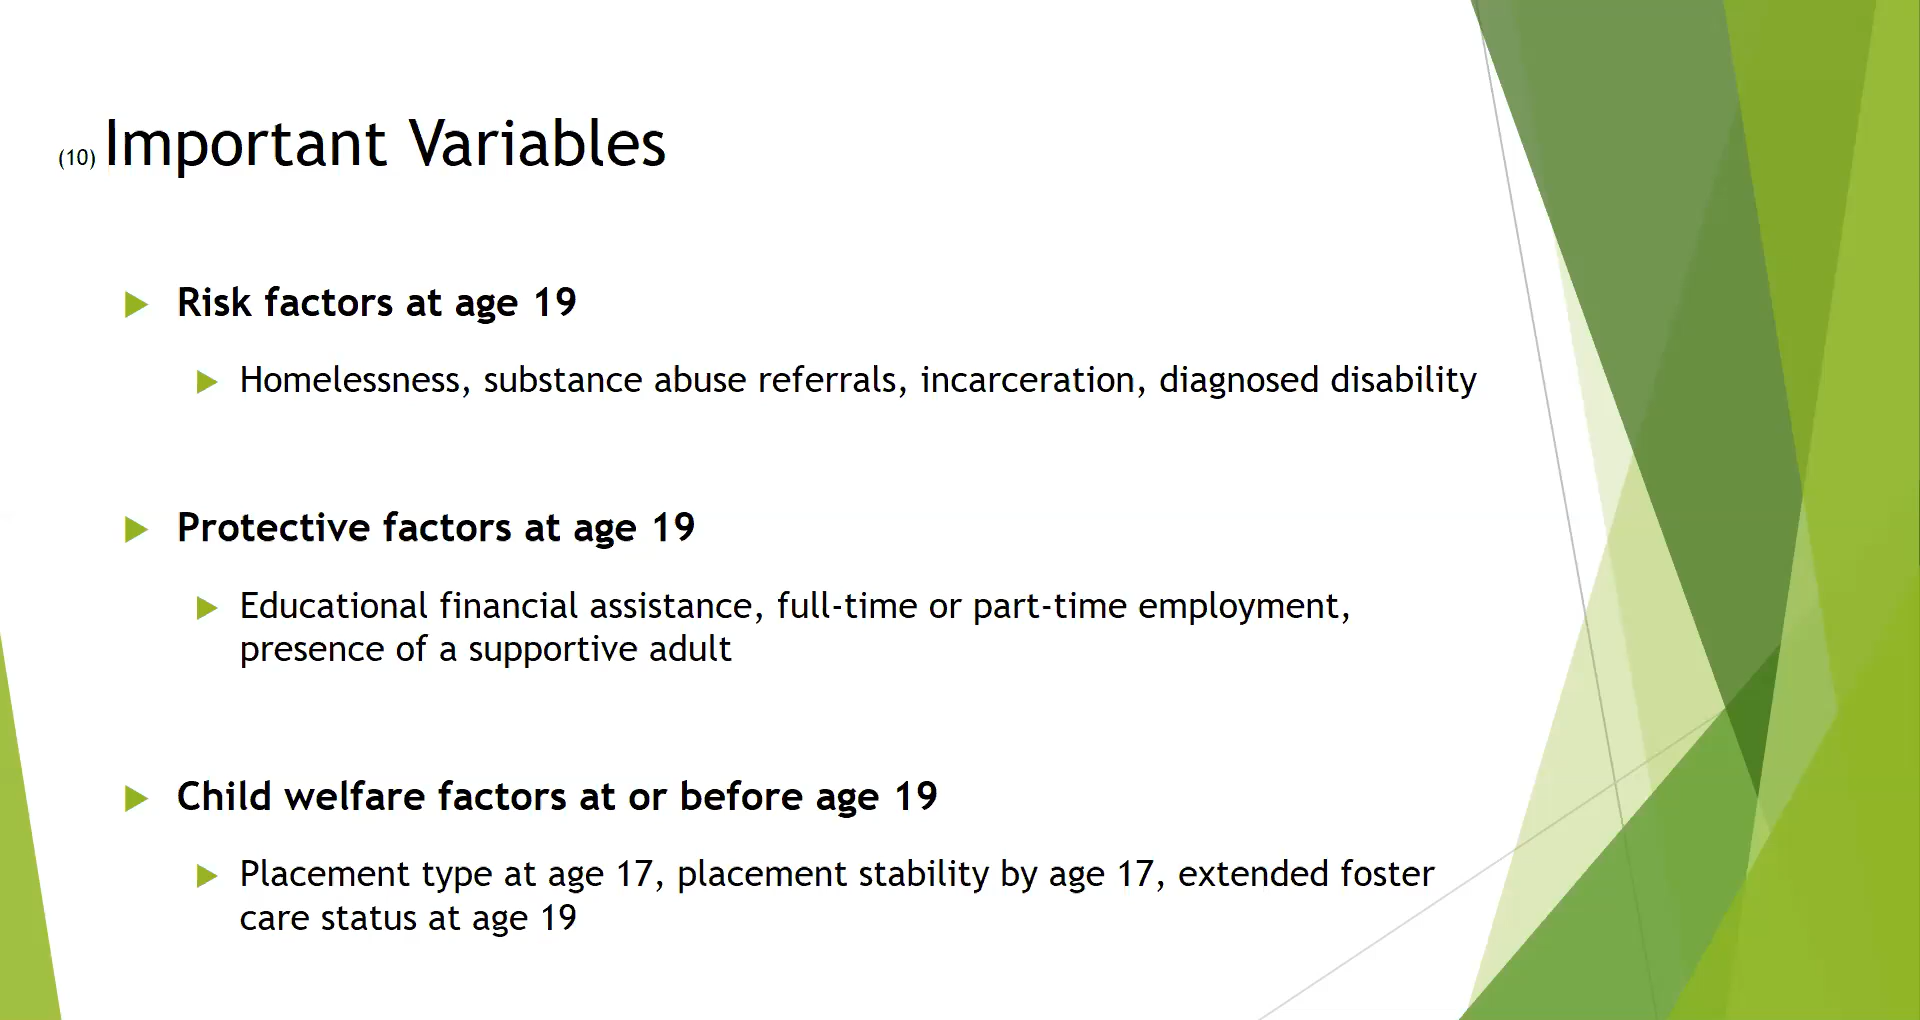 (10) Important Variables
Risk factors at age 19
Homelessness, substance abuse referrals, incarceration, diagnosed disability
Protective factors at age 19
Educational financial assistance, full-time or part-time employment,
presence of a supportive adult
Child welfare factors at or before age 19
Placement type at age 17, placement stability by age 17, extended foster
care status at age 19